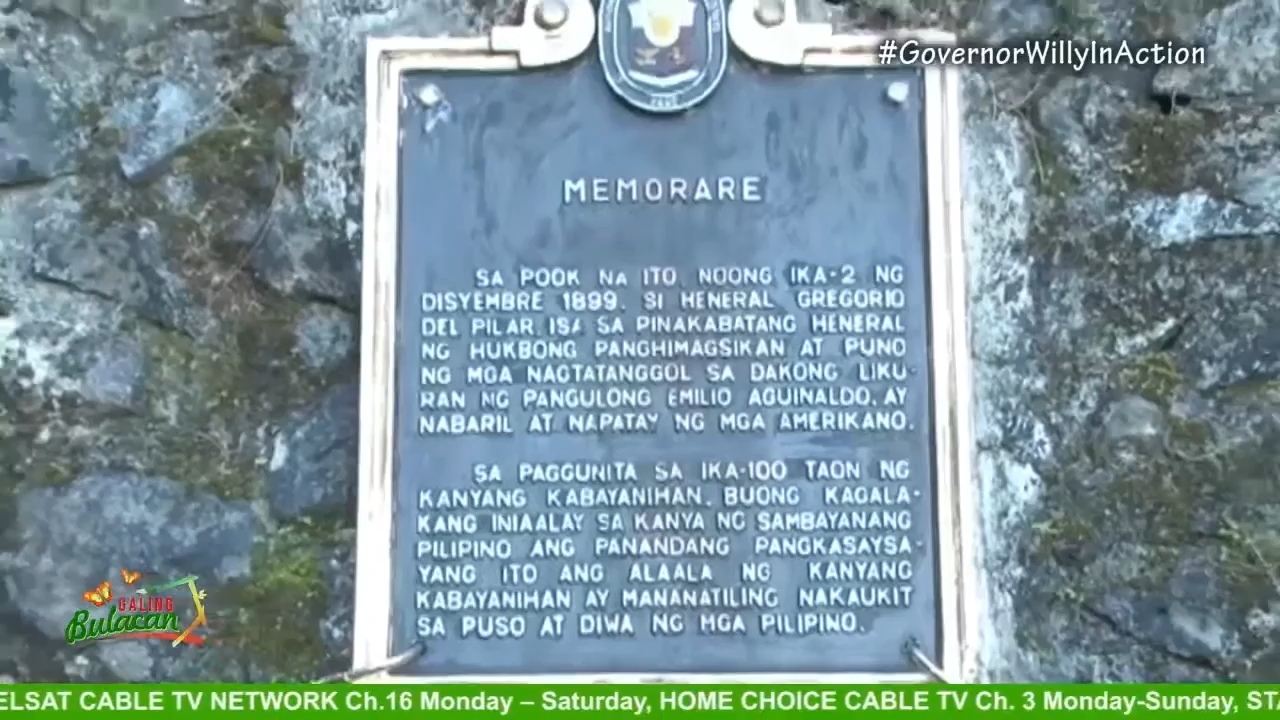 #GovernorWillyInAction
MEMORARE
SA POOK NA ITO NOONG IKA-2 NG
DISYEMBRE 1899. SI HENERAL GREGORIO
DEL PILAR, ISA SA PINAKABATANG HENERAL
NG HUKBONG PANGHIMAGSIKAN AT PUNO
NG MGA NAGTATANGGOL SA DAKONG LIKU-
RAN NG PANGULONG EMILIO AGUINALDO, AY
NABARIL AT NAPATAY NG MGA AMERIKANO.
SA PAGGUNITA SA IKA-100 TAON NG
KANYANG KABAYANIHAN, BUONG KAGALA-
KANG INIAALAY SA KANYA NG SAMBAYANANG
PILIPINO ANG PANANDANG PANGKASAYSA-
YANG ITO ANG ALAALA NG KANYANG
KABAYANIHAN AY MANANATILING NAKAUKIT
SA PUSO AT DIWA NG MGA PILIPINO.
GALING
Bulacan
ELSAT CABLE TV NETWORK Ch.16 Monday – Saturday, HOME CHOICE CABLE TV Ch. 3 Monday-Sunday, STA